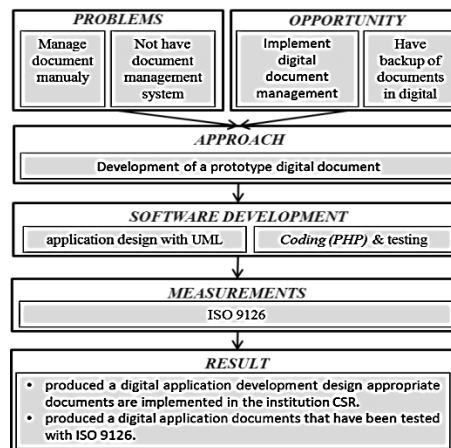 PROBLEMS
Manage
document
manualy
Not have
document
management
system
OPPORTUNITY
Implement
digital
document
management
Have
backup of
documents
in digital
APPROACH
Development of a prototype digital document
SOFTWARE DEVELOPMENT
application design with UML
Coding (PHP) & testing
MEASUREMENTS
ISO 9126
RESULT
• produced a digital application development design appropriate
documents are implemented in the institution CSR.
• produced a digital application documents that have been tested
with ISO 9126.